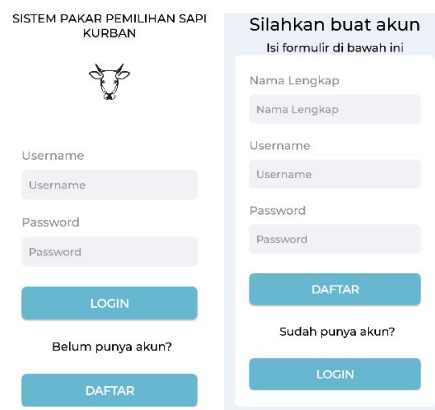 SISTEM PAKAR PEMILIHAN SAPI
KURBAN
Username
Username
Password
Password
LOGIN
Belum punya akun?
DAFTAR
Silahkan buat akun
Isi formulir di bawah ini
Nama Lengkap
Nama Lengkap
Username
Username
Password
Password
DAFTAR
Sudah punya akun?
LOGIN